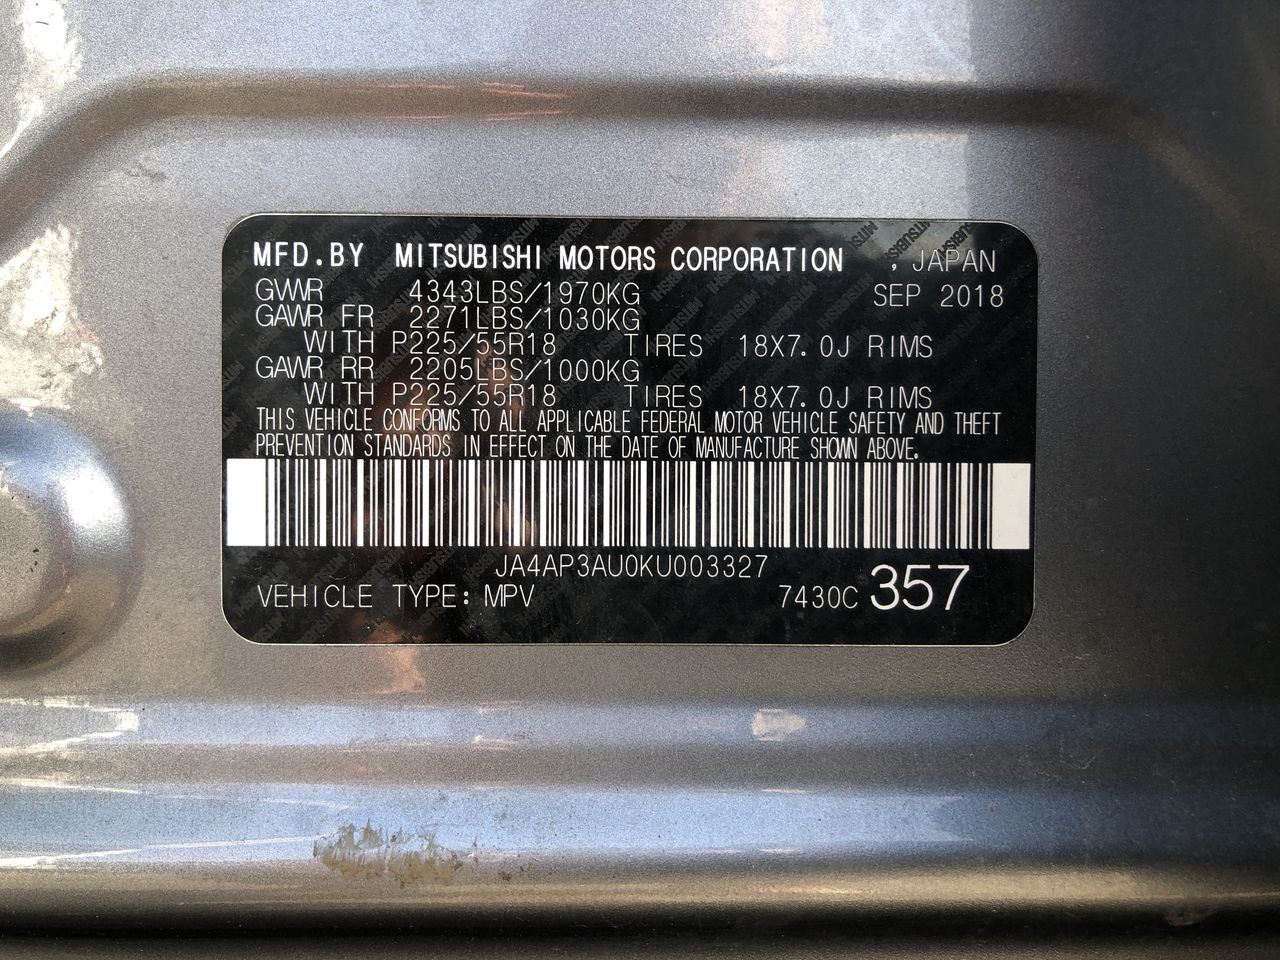 MFD.BY MITSUBISHI MOTORS CORPORATION , JAPAN
GVWR 4343LBS/1970KG SEP 2018
GAWR FR 2271LBS/1030KG
WITH P225/55R18 TIRES 18X7.0J RIMS
GAWR RR 2205LBS/1000KG
WITH P225/55R18 TIRES 18X7.0J RIMS
THIS VEHICLE CONFORMS TO ALL APPLICABLE FEDERAL MOTOR VEHICLE SAFETY AND THEFT
PREVENTION STANDARDS IN EFFECT ON THE DATE OF MANUFACTURE SHOWN ABOVE.
JA4AP3AU0KU003327
VEHICLE TYPE: MPV 7430C 357